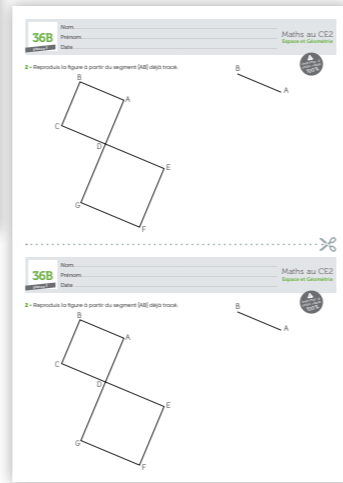 36B
Nom
Prénom
Date
Maths au CE2
Espace et Géométrie
2 - Reproduis la figure à partir du segment [AB] déjà tracé.
B
A
C
D
E
G
F
B
A
36B
Nom
Prénom
Date
Maths au CE2
Espace et Géométrie
2 - Reproduis la figure à partir du segment [AB] déjà tracé.
B
A
C
D
E
G
F
B
A